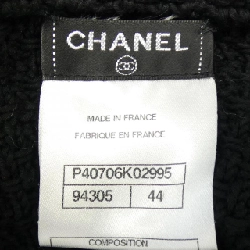 CHANEL
MADE IN FRANCE
FABRIQUE EN FRANCE
P40706K02995
94305 44
COMPOSITION